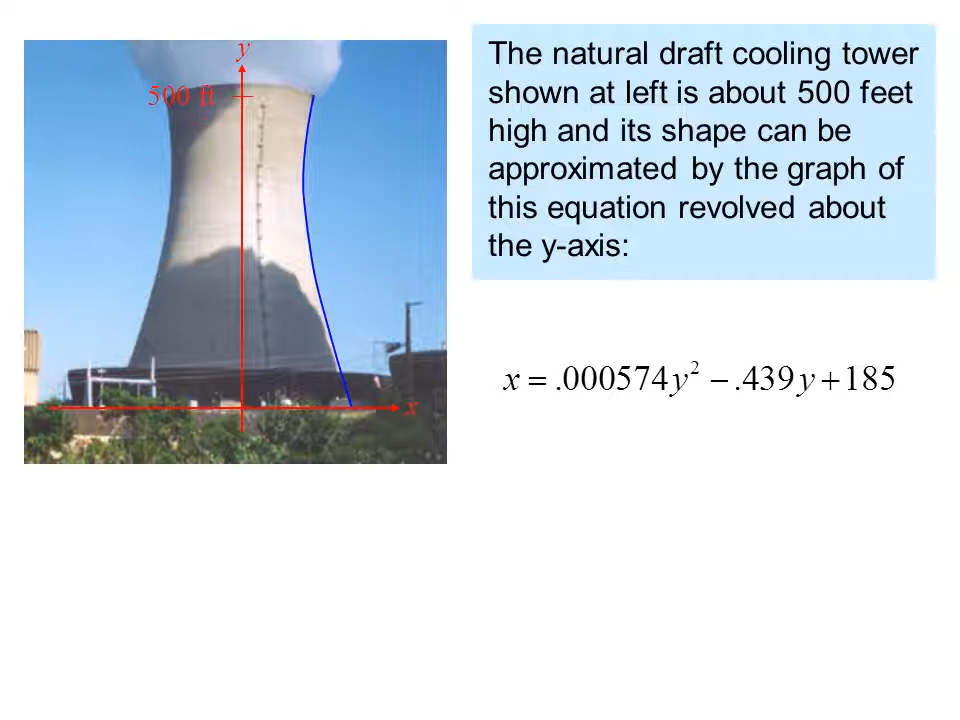 y
500 ft
x
The natural draft cooling tower
shown at left is about 500 feet
high and its shape can be
approximated by the graph of
this equation revolved about
the y-axis:
x = .000574y² − .439y + 185